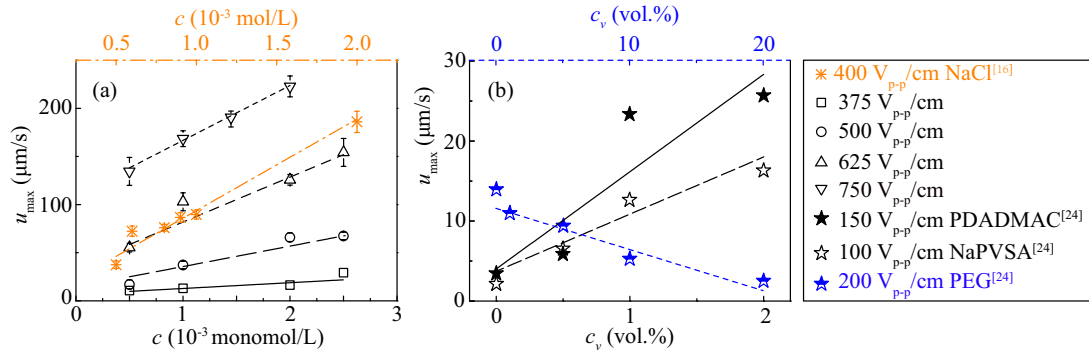 c (10⁻³ mol/L)
0.5 1.0 2.0
(a)
200
100
0
u_max (μm/s)
0 1 2 3
c (10⁻³ monomol/L)
c_v (vol.%)
0 10 20
(b)
30
20
10
0
u_max (μm/s)
0 1 2
c_v (vol.%)
400 V_p-p/cm NaCl[16]
375 V_p-p/cm
500 V_p-p/cm
625 V_p-p/cm
750 V_p-p/cm
150 V_p-p/cm PDADMAC[24]
100 V_p-p/cm NaPVSA[24]
200 V_p-p/cm PEG[24]